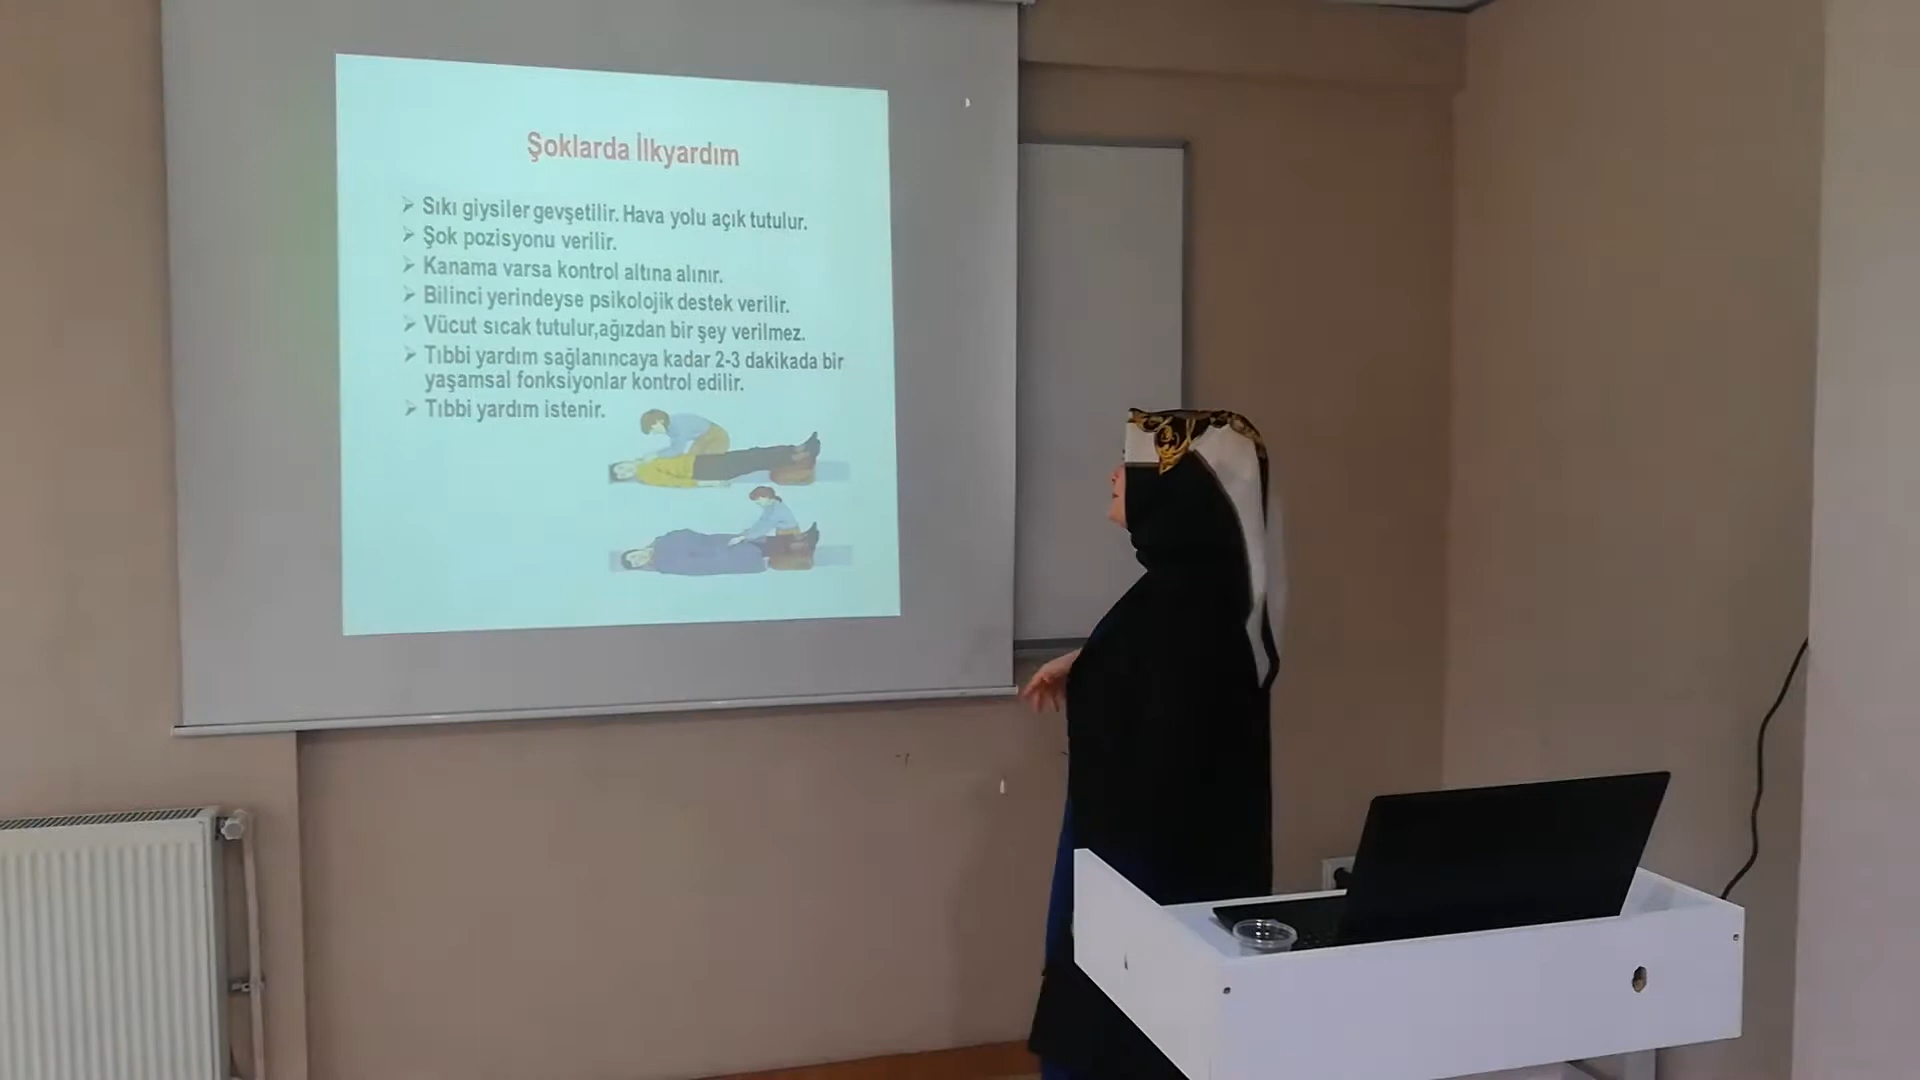 Şoklarda İlkyardım
➢ Sıkı giysiler gevşetilir. Hava yolu açık tutulur.
➢ Şok pozisyonu verilir.
➢ Kanama varsa kontrol altına alınır.
➢ Bilinci yerindeyse psikolojik destek verilir.
➢ Vücut sıcak tutulur,ağızdan bir şey verilmez.
➢ Tıbbi yardım sağlanıncaya kadar 2-3 dakikada bir
yaşamsal fonksiyonlar kontrol edilir.
➢ Tıbbi yardım istenir.